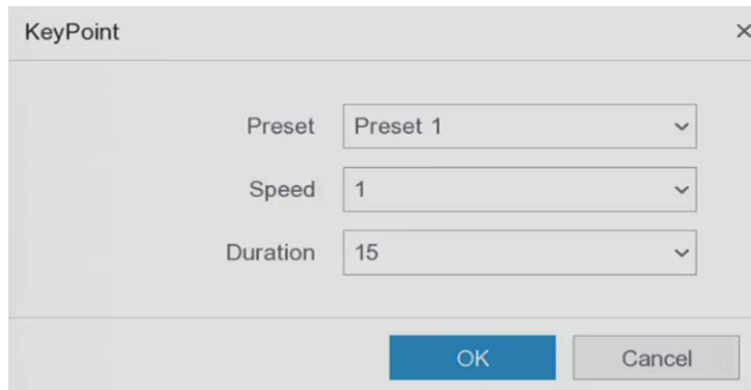 KeyPoint
Preset Preset 1
Speed 1
Duration 15
OK Cancel